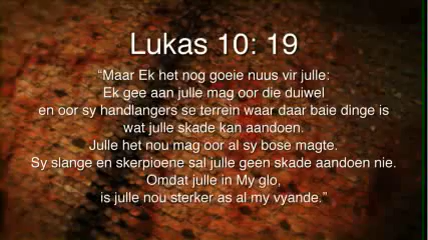 Lukas 10: 19
“Maar Ek het nog goeie nuus vir julle:
Ek gee aan julle mag oor die duiwel
en oor sy handlangers se terrein waar daar baie dinge is
wat julle skade kan aandoen.
Julle het nou mag oor al sy bose magte.
Sy slange en skerpioene sal julle geen skade aandoen nie.
Omdat julle in My glo,
is julle nou sterker as al my vyande.”